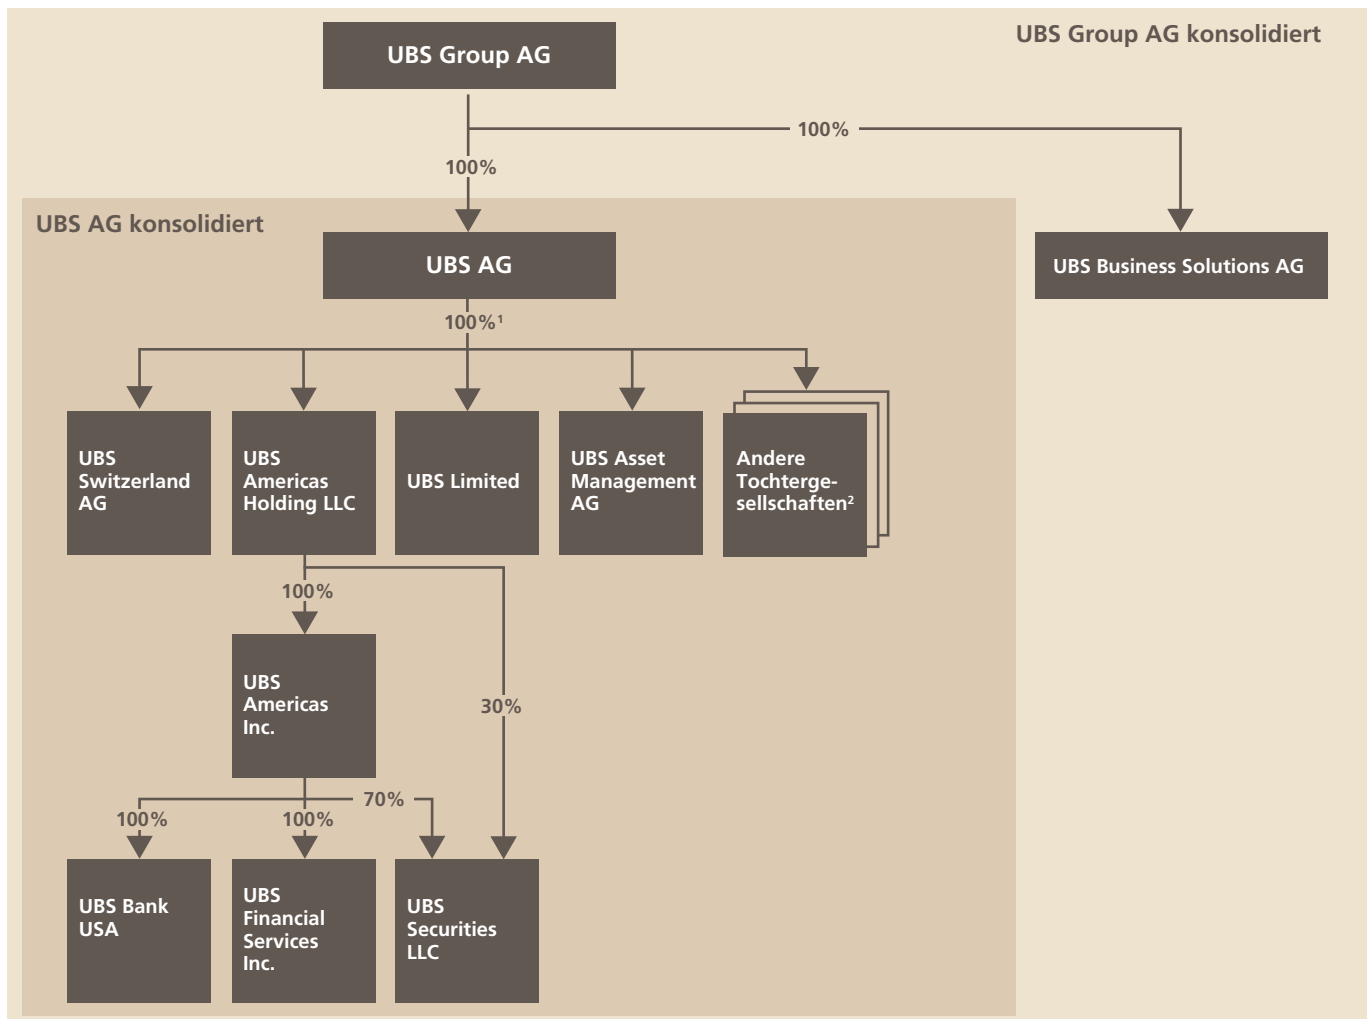 UBS Group AG konsolidiert
UBS Group AG
100%
100%
UBS AG konsolidiert
UBS AG
UBS Business Solutions AG
100%¹
UBS
Switzerland
AG
UBS
Americas
Holding LLC
UBS Limited
UBS Asset
Management
AG
Andere
Tochterge-
sellschaften²
100%
UBS
Americas
Inc.
30%
70%
100%
100%
UBS Bank
USA
UBS
Financial
Services
Inc.
UBS
Securities
LLC